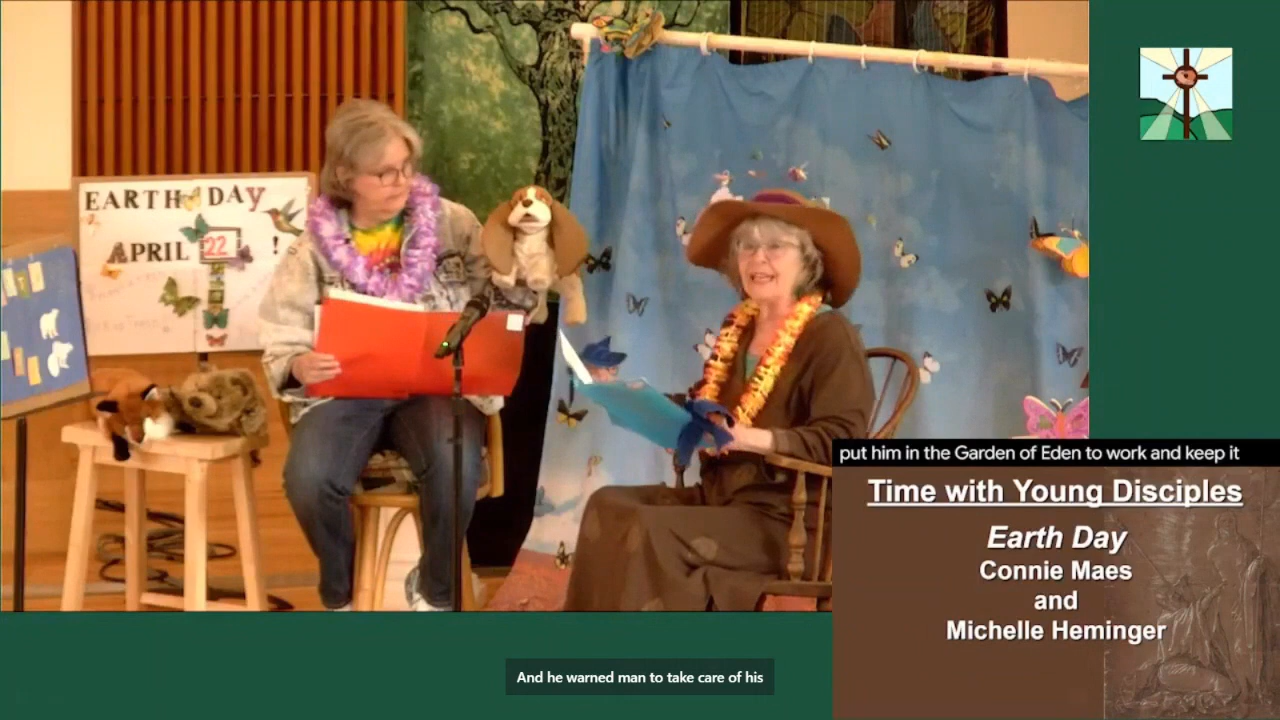 EARTH DAY
APRIL 22 !
put him in the Garden of Eden to work and keep it
Time with Young Disciples
Earth Day
Connie Maes
and
Michelle Heminger
And he warned man to take care of his